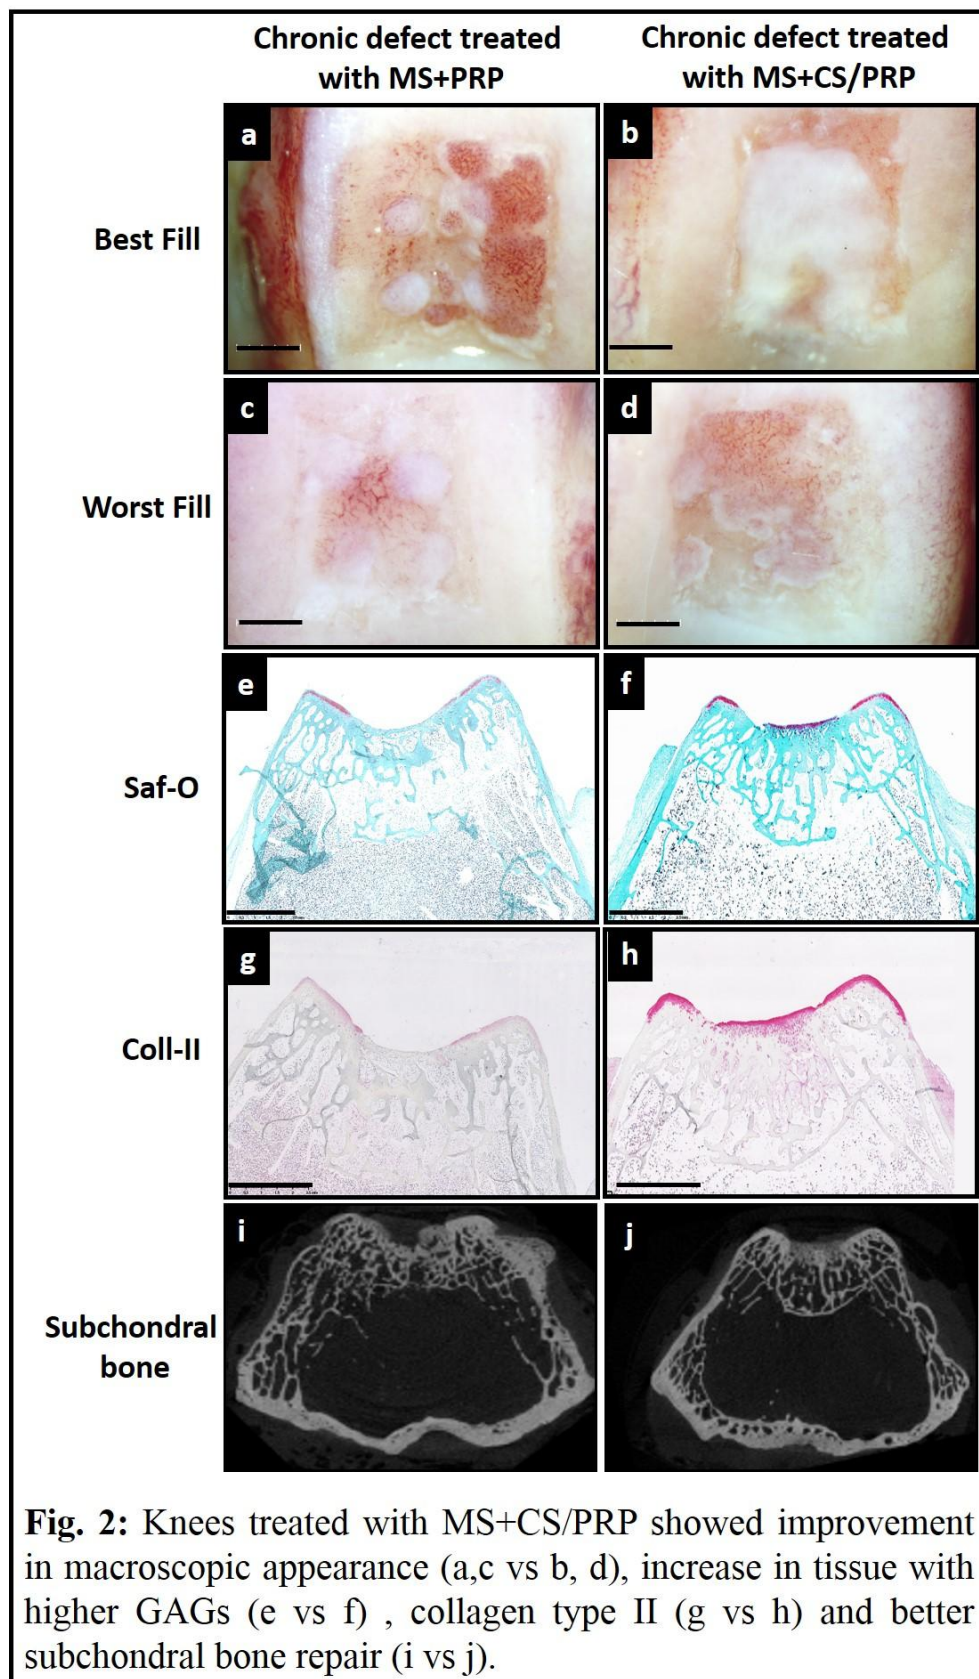 Chronic defect treated
with MS+PRP
Chronic defect treated
with MS+CS/PRP
Best Fill
a
b
Worst Fill
c
d
Saf-O
e
f
Coll-II
g
h
Subchondral
bone
i
j
Fig. 2: Knees treated with MS+CS/PRP showed improvement
in macroscopic appearance (a,c vs b, d), increase in tissue with
higher GAGs (e vs f) , collagen type II (g vs h) and better
subchondral bone repair (i vs j).